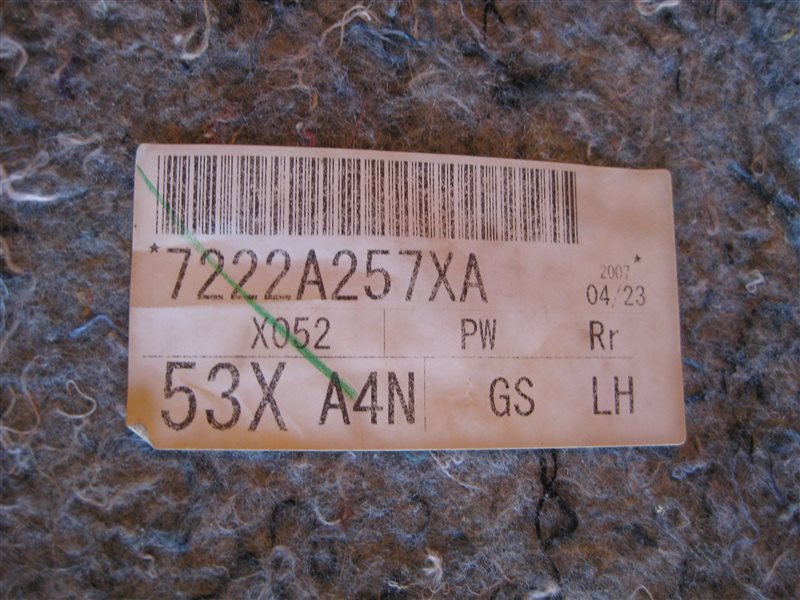 *7222A257XA*
2007
04/23
X052 PW Rr
53X A4N GS LH